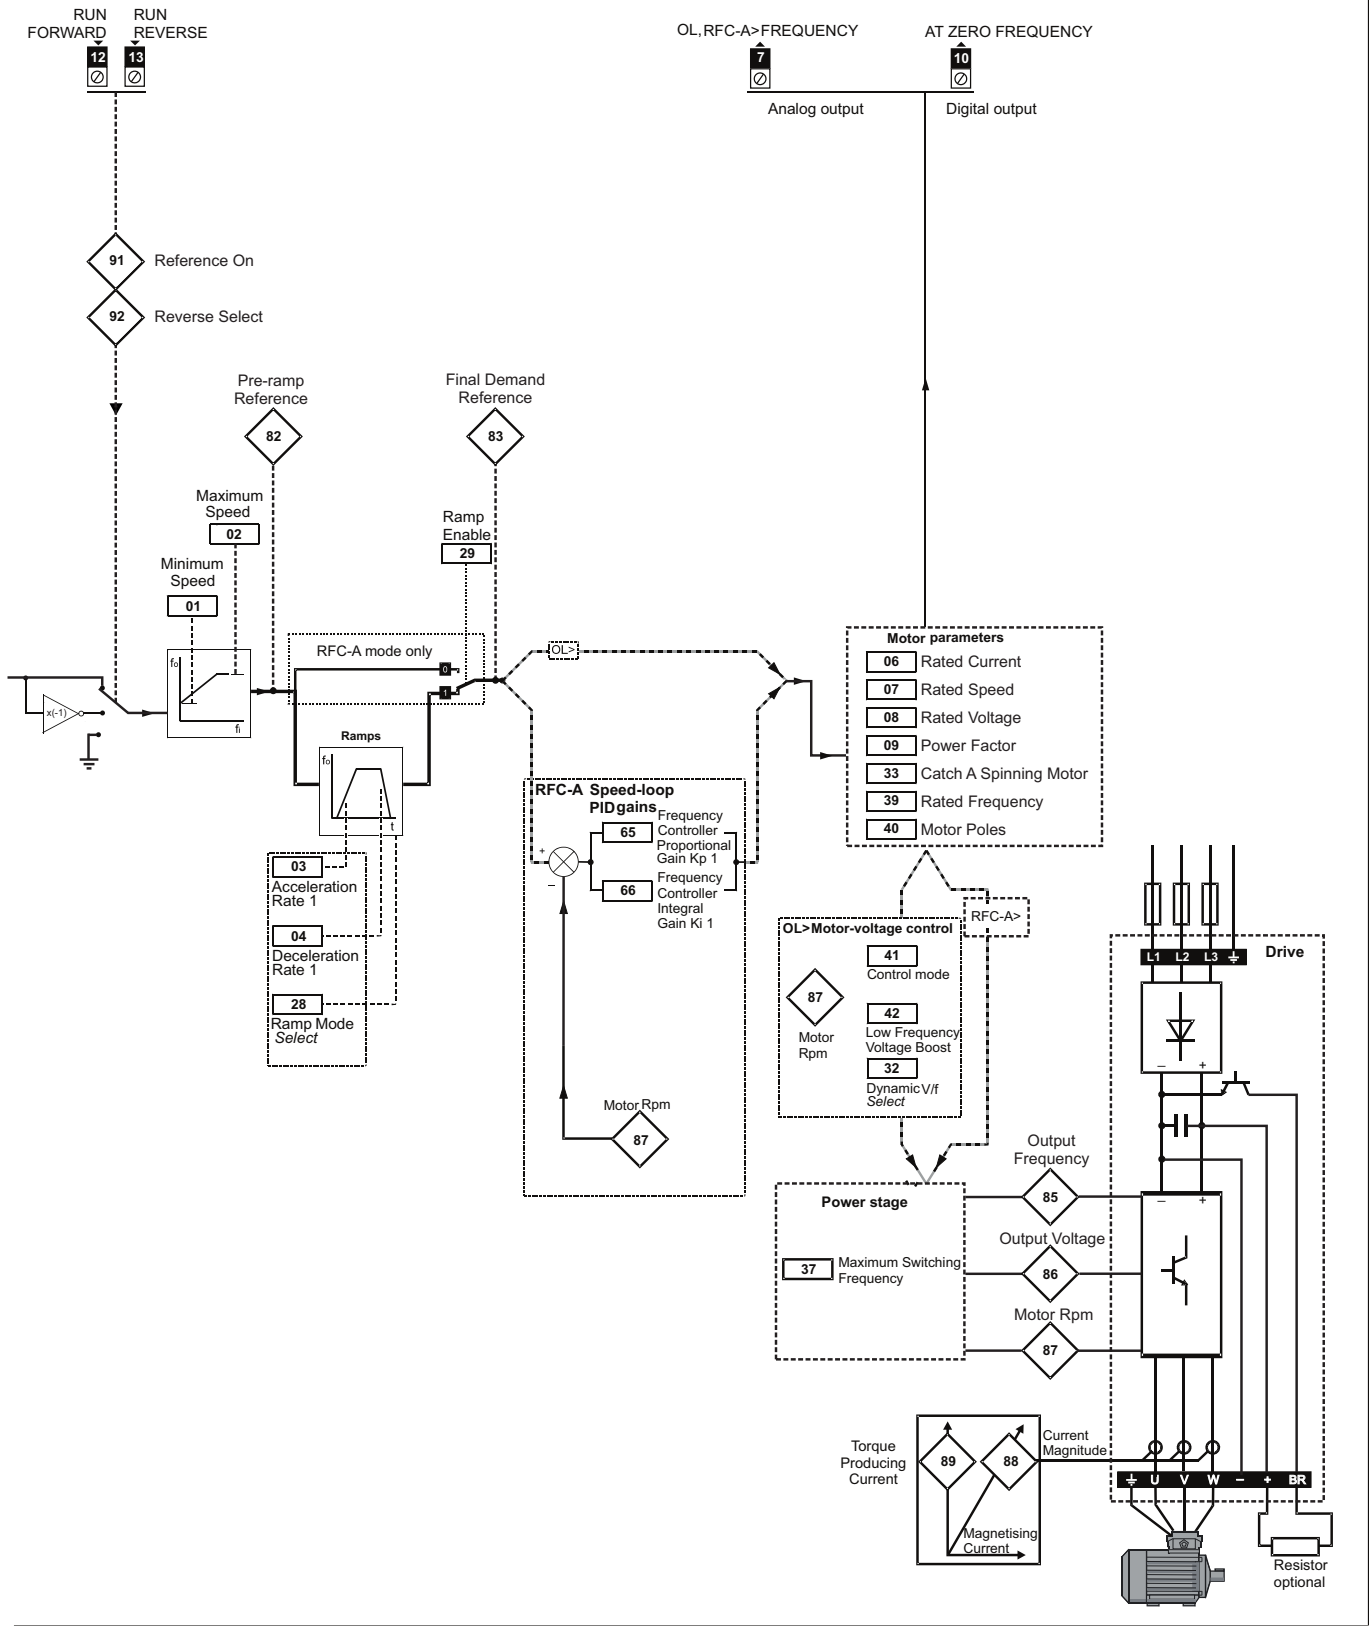 RUN
FORWARD
RUN
REVERSE
12
13
OL,RFC-A>FREQUENCY
7
AT ZERO FREQUENCY
10
Analog output
Digital output
91
Reference On
92
Reverse Select
Pre-ramp
Reference
82
Final Demand
Reference
83
Maximum
Speed
02
Ramp
Enable
29
Minimum
Speed
01
RFC-A mode only
0
1
OL>
fo
fi
x(-1)
Ramps
fo
t
03
Acceleration
Rate 1
04
Deceleration
Rate 1
28
Ramp Mode
Select
RFC-A Speed-loop
PID gains
+
–
65
Frequency
Controller
Proportional
Gain Kp 1
66
Frequency
Controller
Integral
Gain Ki 1
Motor Rpm
87
Motor parameters
06 Rated Current
07 Rated Speed
08 Rated Voltage
09 Power Factor
33 Catch A Spinning Motor
39 Rated Frequency
40 Motor Poles
RFC-A>
OL>Motor-voltage control
41
Control mode
87
Motor
Rpm
42
Low Frequency
Voltage Boost
32
Dynamic V/f
Select
Power stage
37
Maximum Switching
Frequency
Output
Frequency
85
Output Voltage
86
Motor Rpm
87
L1 L2 L3
Drive
– +
– +
Torque
Producing
Current
89
88
Current
Magnitude
Magnetising
Current
U V W – + BR
Resistor
optional